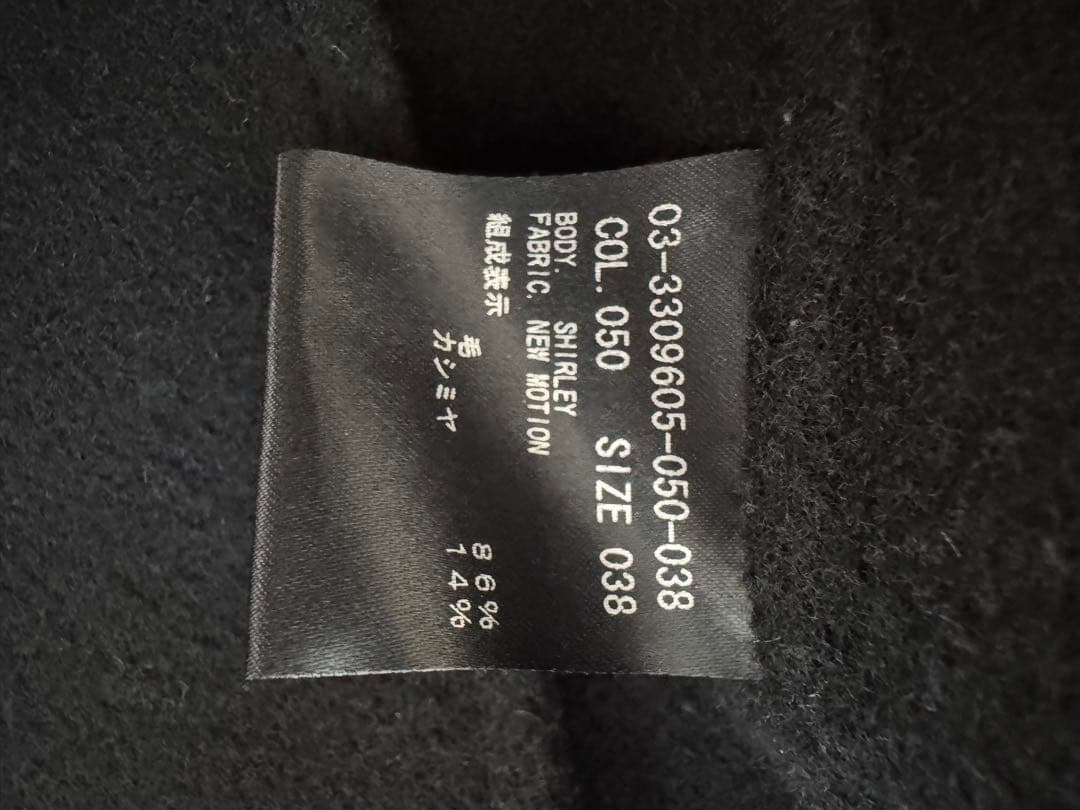 03-3309605-050-038
COL. 050 SIZE 038
BODY. SHIRLEY
FABRIC. NEW MOTION
組成表示
毛 86%
カシミヤ 14%